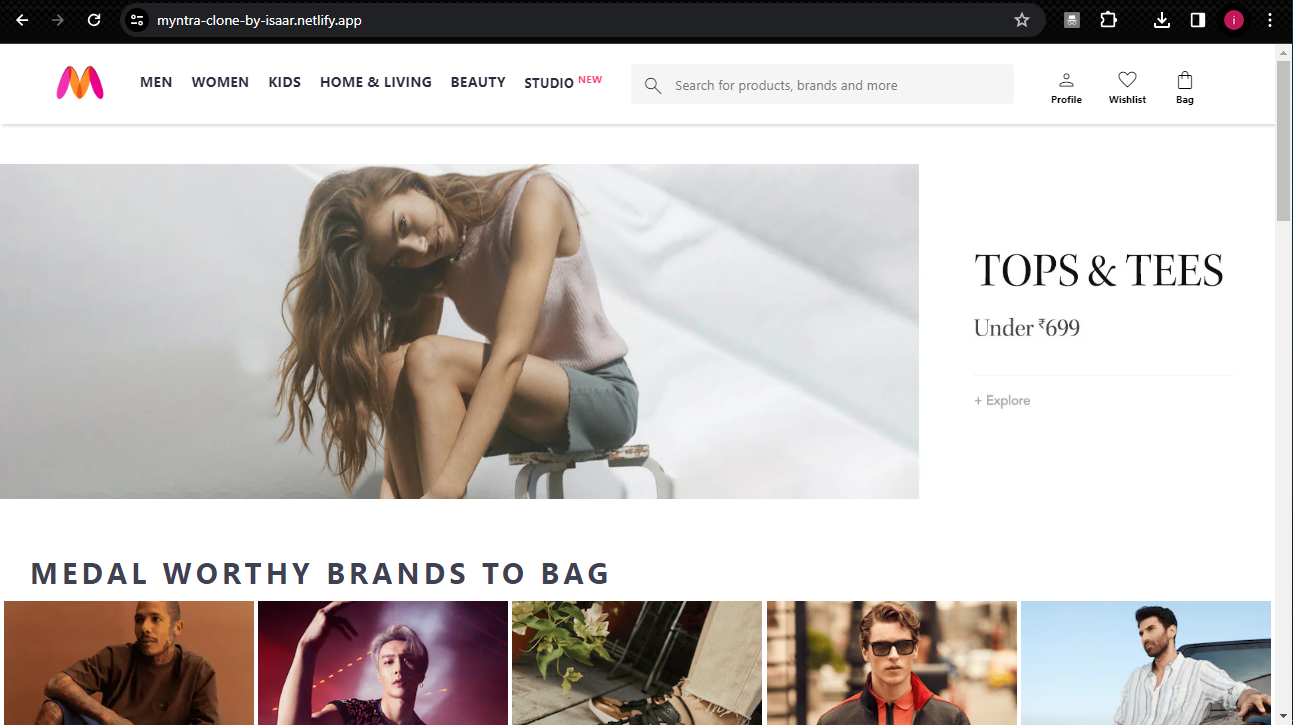 myntra-clone-by-isaar.netlify.app
i
MEN WOMEN KIDS HOME & LIVING BEAUTY STUDIO NEW
Search for products, brands and more
Profile Wishlist Bag
TOPS & TEES
Under ₹699
+ Explore
MEDAL WORTHY BRANDS TO BAG